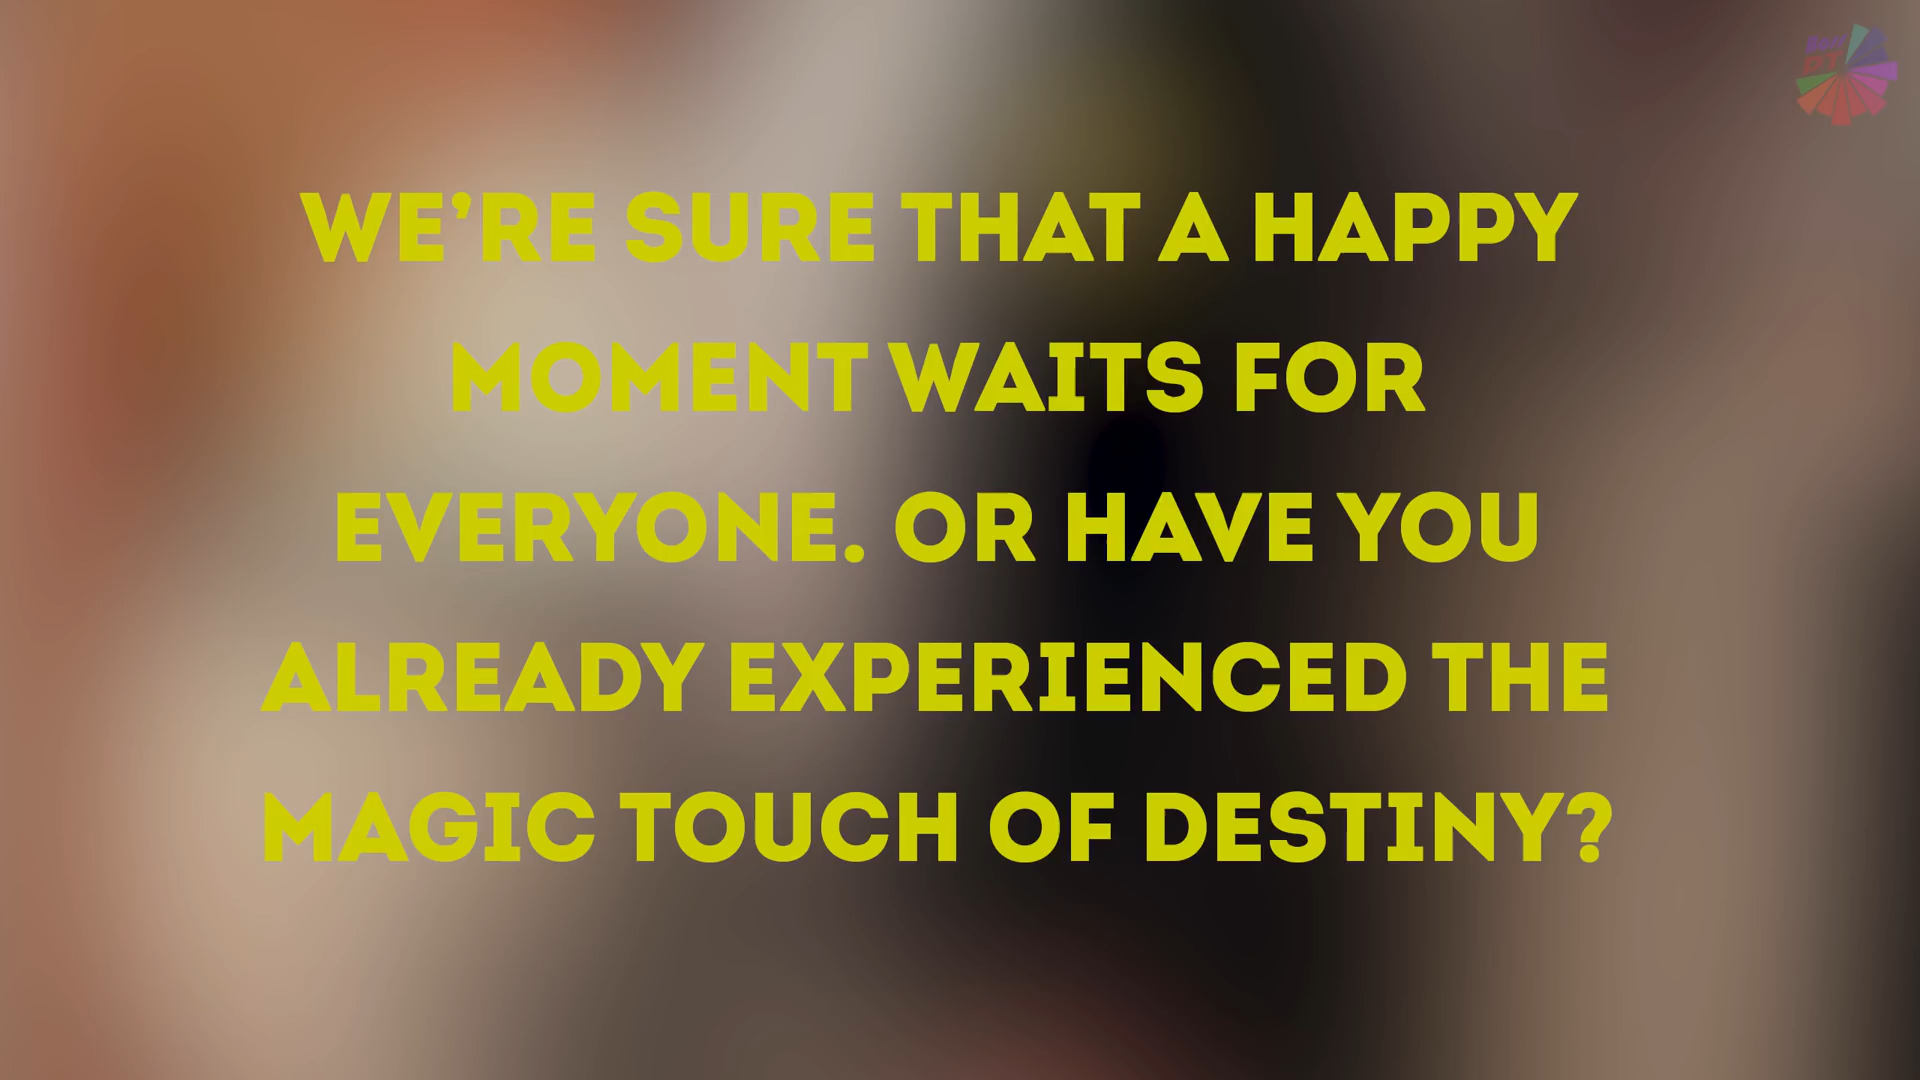 WE’RE SURE THAT A HAPPY
MOMENT WAITS FOR
EVERYONE. OR HAVE YOU
ALREADY EXPERIENCED THE
MAGIC TOUCH OF DESTINY?